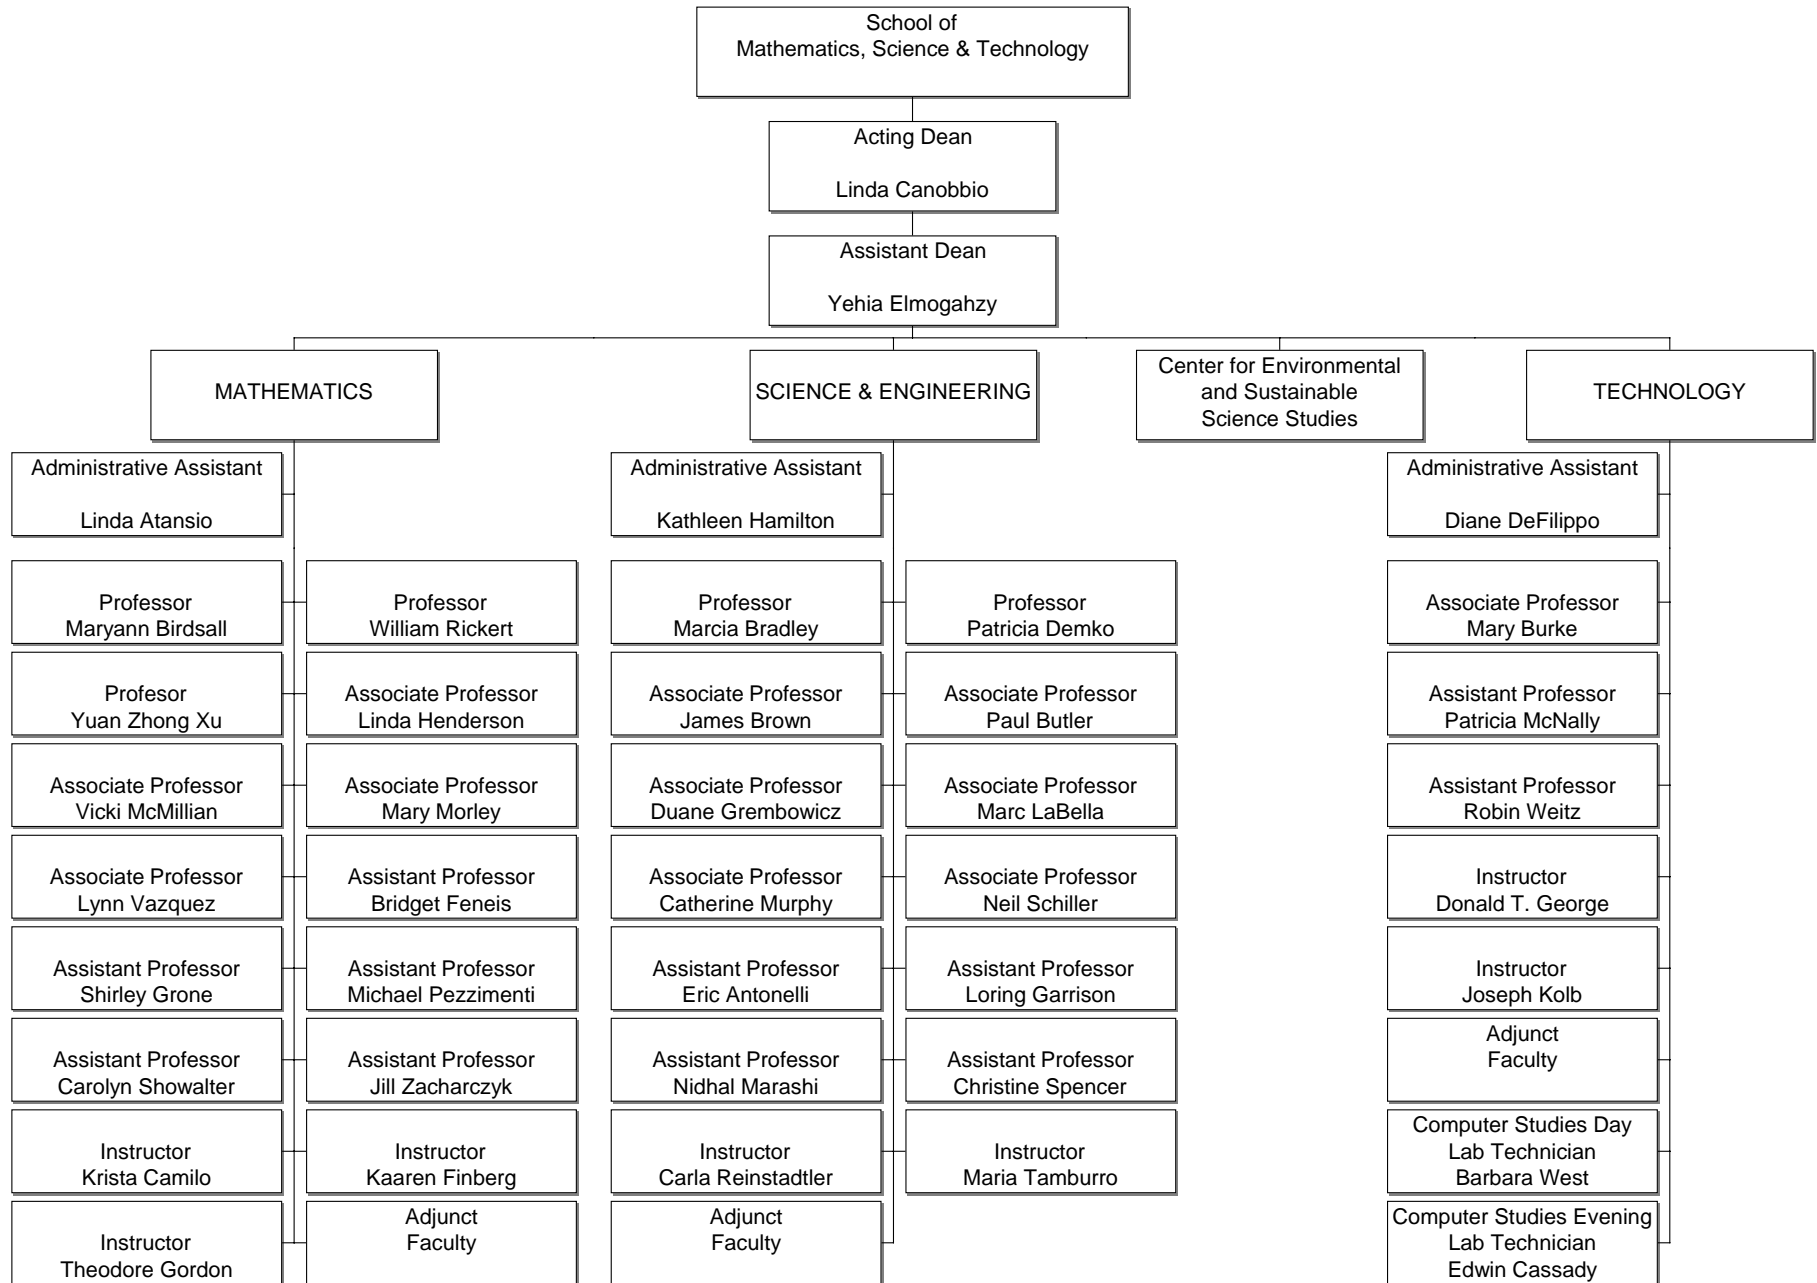 School of
Mathematics, Science & Technology
Acting Dean
Linda Canobbio
Assistant Dean
Yehia Elmogahzy
MATHEMATICS
SCIENCE & ENGINEERING
Center for Environmental
and Sustainable
Science Studies
TECHNOLOGY
Administrative Assistant
Linda Atansio
Administrative Assistant
Kathleen Hamilton
Administrative Assistant
Diane DeFilippo
Professor
Maryann Birdsall
Professor
William Rickert
Professor
Marcia Bradley
Professor
Patricia Demko
Associate Professor
Mary Burke
Profesor
Yuan Zhong Xu
Associate Professor
Linda Henderson
Associate Professor
James Brown
Associate Professor
Paul Butler
Assistant Professor
Patricia McNally
Associate Professor
Vicki McMillian
Associate Professor
Mary Morley
Associate Professor
Duane Grembowicz
Associate Professor
Marc LaBella
Assistant Professor
Robin Weitz
Associate Professor
Lynn Vazquez
Assistant Professor
Bridget Feneis
Associate Professor
Catherine Murphy
Associate Professor
Neil Schiller
Instructor
Donald T. George
Assistant Professor
Shirley Grone
Assistant Professor
Michael Pezzimenti
Assistant Professor
Eric Antonelli
Assistant Professor
Loring Garrison
Instructor
Joseph Kolb
Assistant Professor
Carolyn Showalter
Assistant Professor
Jill Zacharczyk
Assistant Professor
Nidhal Marashi
Assistant Professor
Christine Spencer
Adjunct
Faculty
Instructor
Krista Camilo
Instructor
Kaaren Finberg
Instructor
Carla Reinstadtler
Instructor
Maria Tamburro
Computer Studies Day
Lab Technician
Barbara West
Instructor
Theodore Gordon
Adjunct
Faculty
Adjunct
Faculty
Computer Studies Evening
Lab Technician
Edwin Cassady